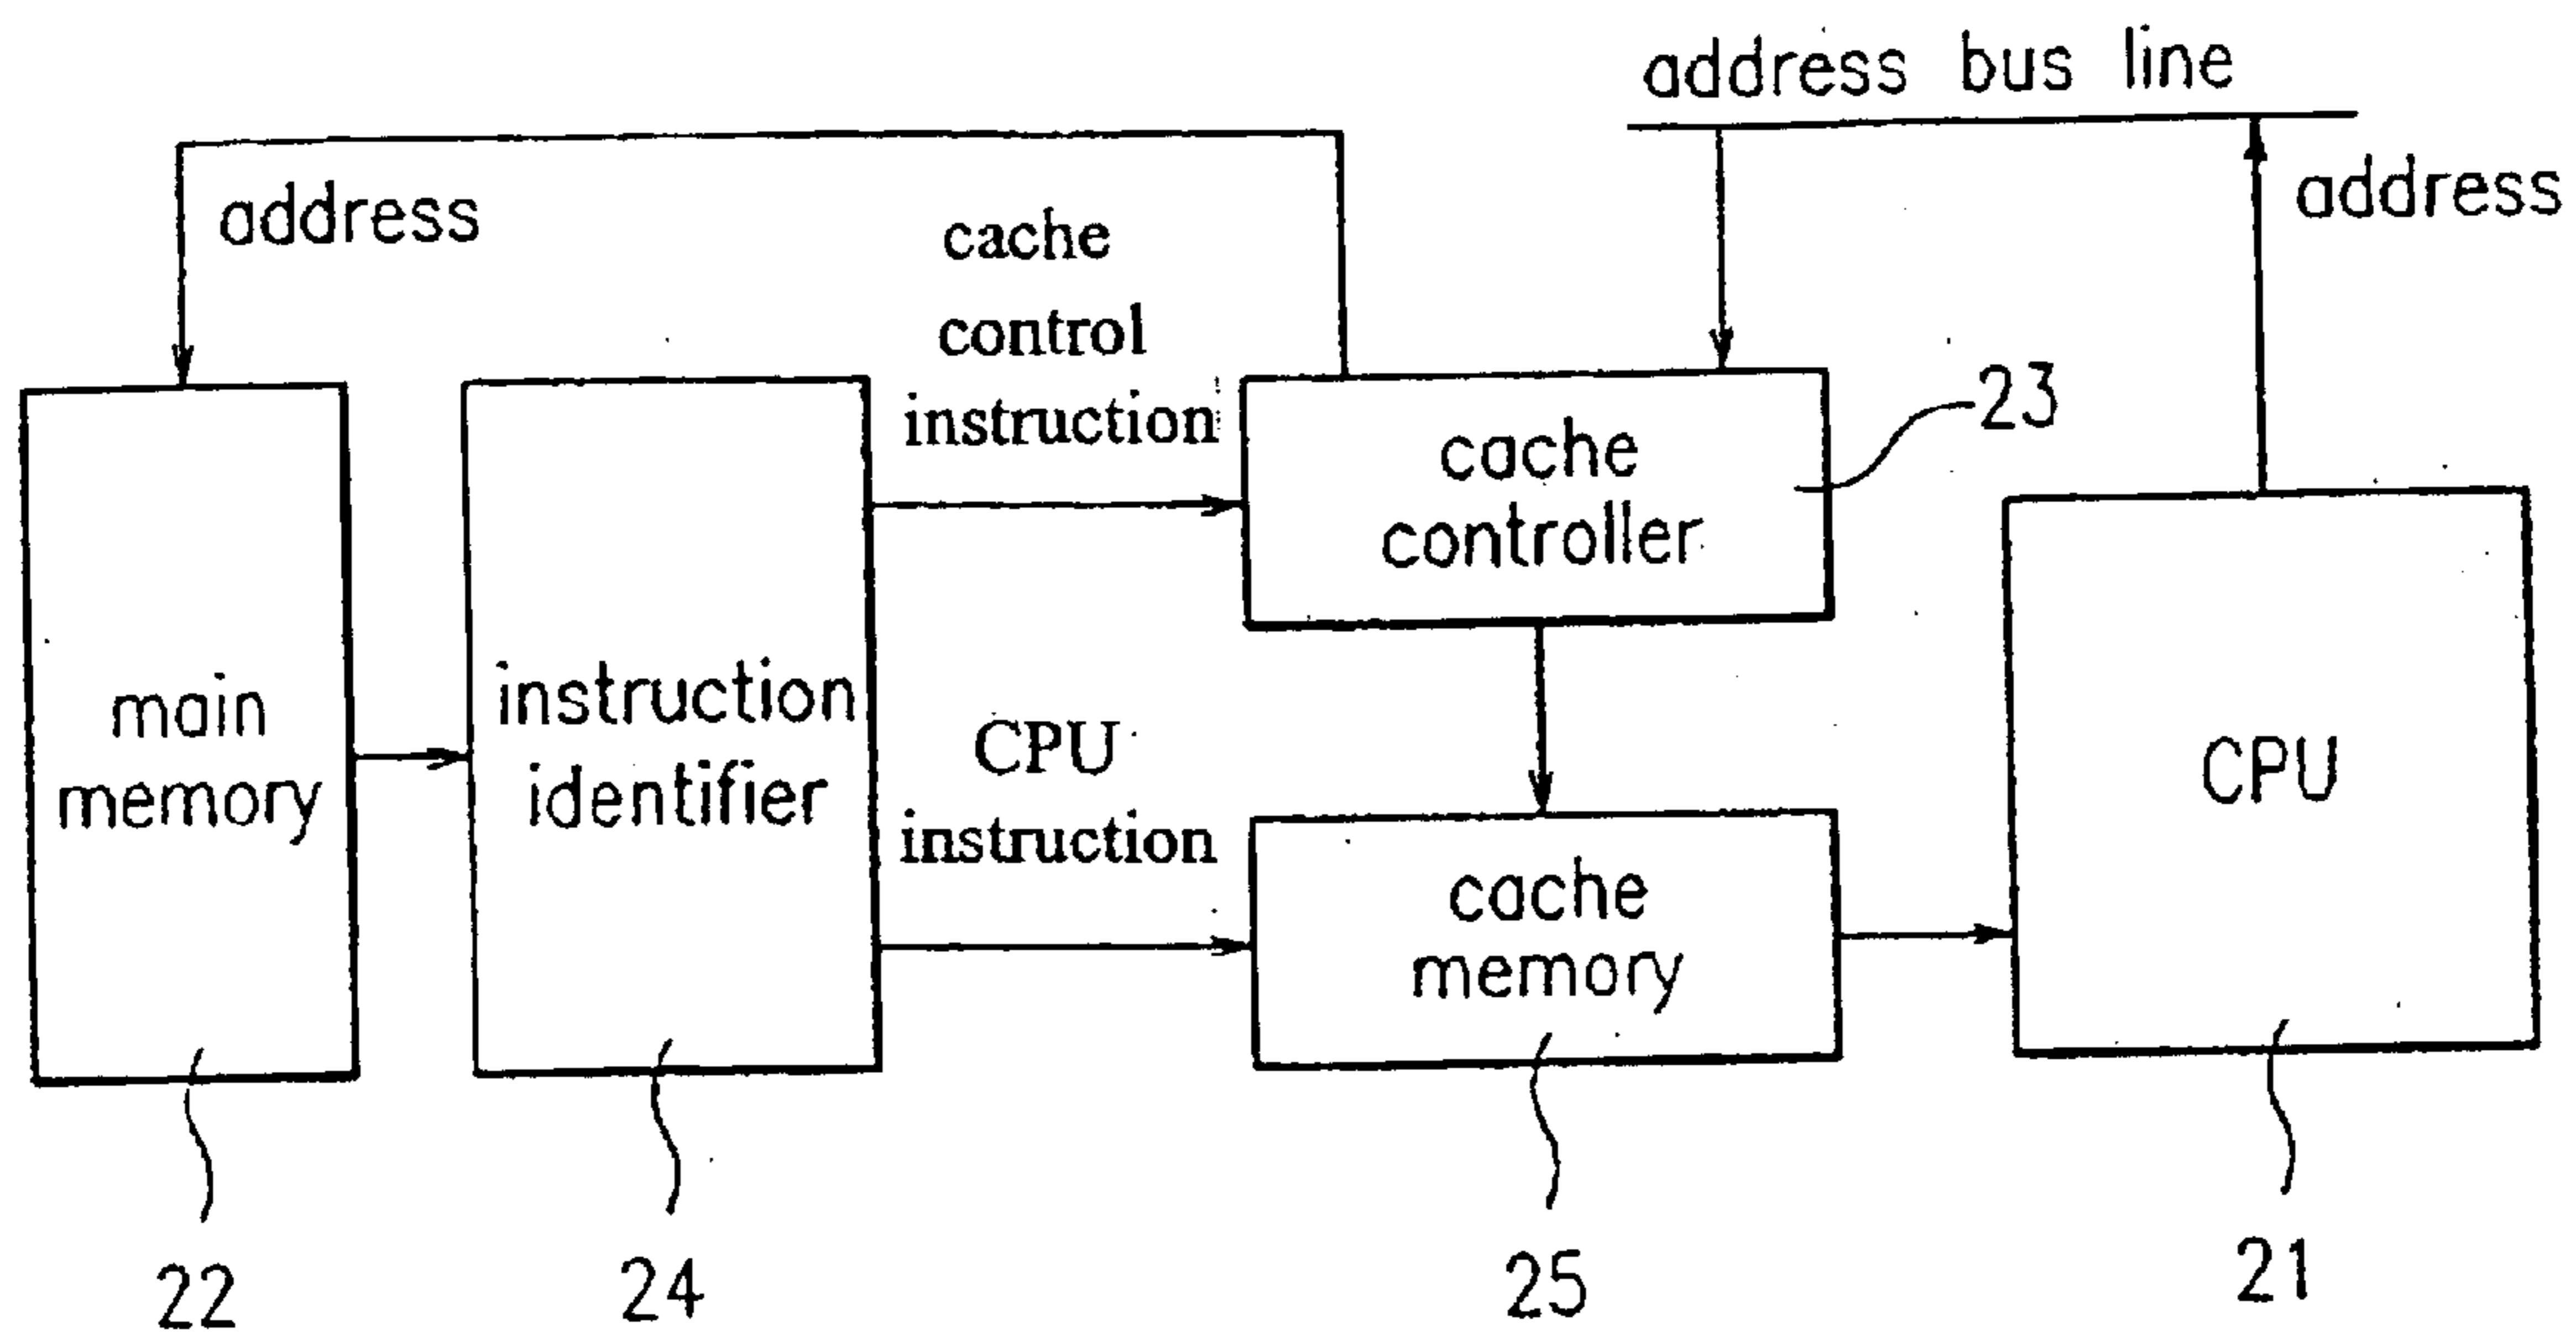 address bus line
address
address
cache
control
instruction
23
cache
controller
main
memory
instruction
identifier
CPU
instruction
cache
memory
CPU
22
24
25
21